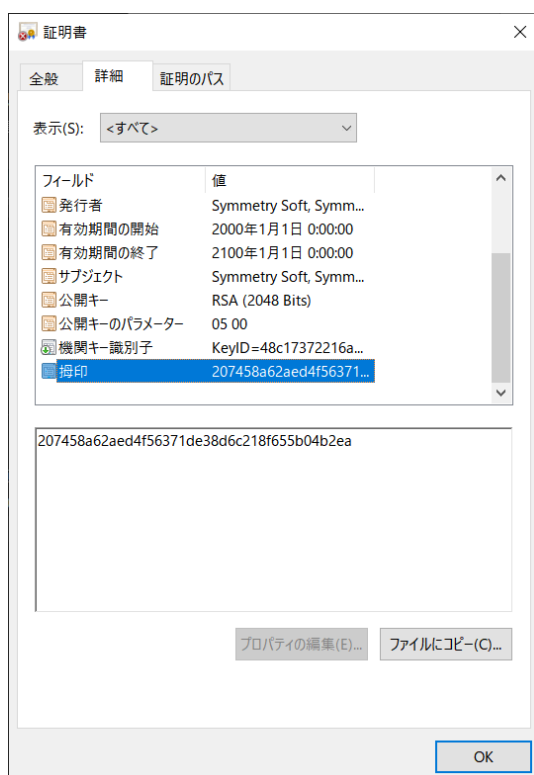 証明書
全般
詳細
証明のパス
表示(S):
<すべて>
フィールド 値
発行者 Symmetry Soft, Symm...
有効期間の開始 2000年1月1日 0:00:00
有効期間の終了 2100年1月1日 0:00:00
サブジェクト Symmetry Soft, Symm...
公開キー RSA (2048 Bits)
公開キーのパラメーター 05 00
機関キー識別子 KeyID=48c17372216a...
拇印 207458a62aed4f56371...
207458a62aed4f56371de38d6c218f655b04b2ea
プロパティの編集(E)...
ファイルにコピー(C)...
OK